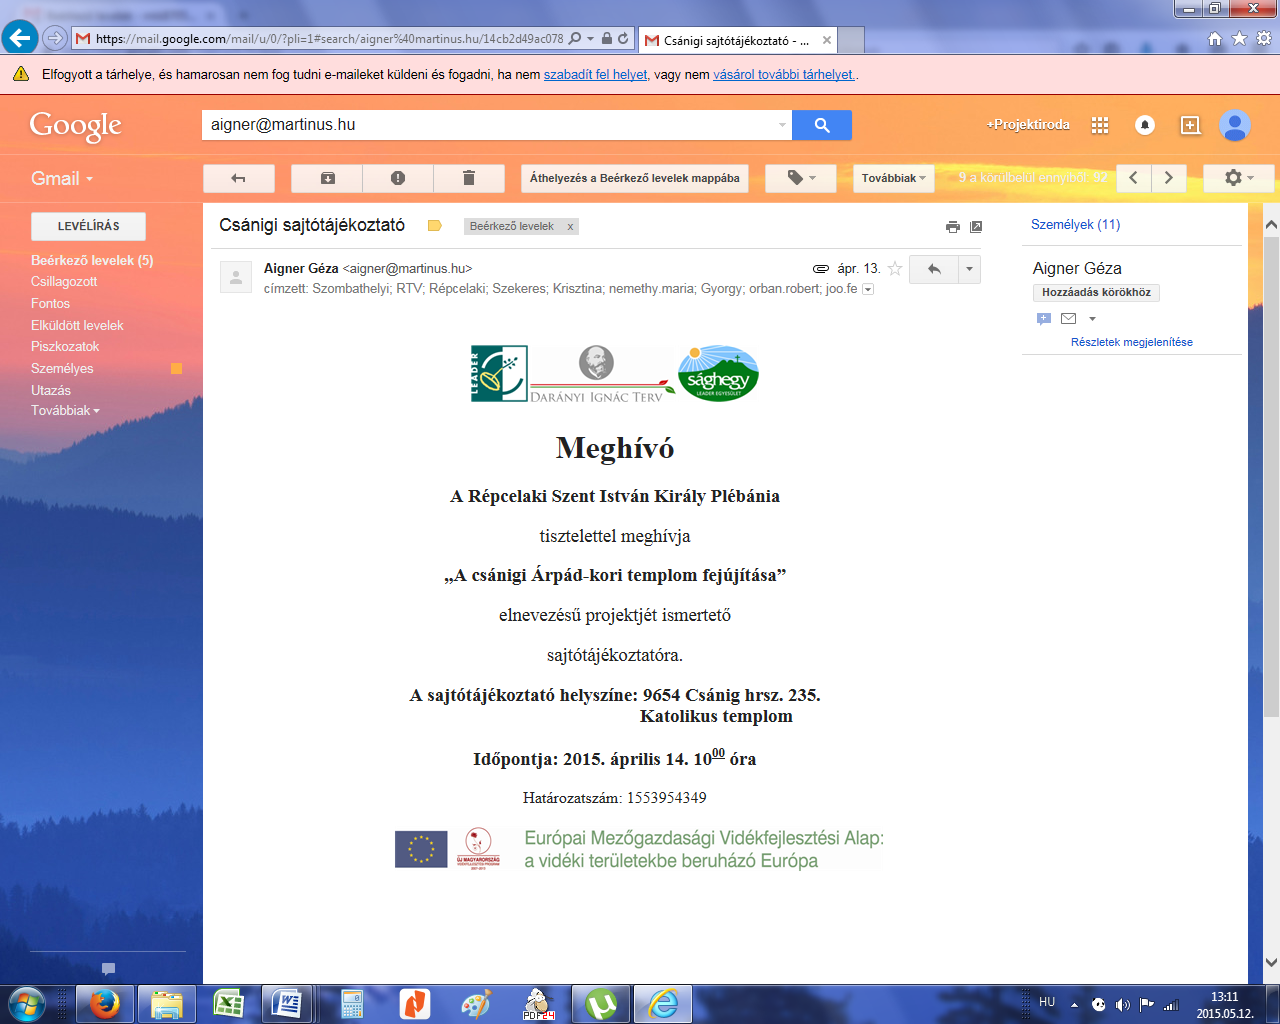 https://mail.google.com/mail/u/0/?pli=1#search/aigner%40martinus.hu/14cb2d49ac078
Csánigi sajtótájékoztató - ...
Elfogyott a tárhelye, és hamarosan nem fog tudni e-maileket küldeni és fogadni, ha nem szabadít fel helyet, vagy nem vásárol további tárhelyet..
Google
aigner@martinus.hu
+Projektiroda
Gmail
Áthelyezés a Beérkező levelek mappába
Továbbiak
9 a körülbelül ennyiből: 92
LEVÉLÍRÁS
Beérkező levelek (5)
Csillagozott
Fontos
Elküldött levelek
Piszkozatok
Személyes
Utazás
Továbbiak
Csánigi sajtótájékoztató
Beérkező levelek x
Aigner Géza <aigner@martinus.hu>
ápr. 13.
címzett: Szombathelyi; RTV; Répcelaki; Szekeres; Krisztina; nemethy.maria; Gyorgy; orban.robert; joo.fe
Személyek (11)
Aigner Géza
Hozzáadás körökhöz
Részletek megjelenítése
LEADER
DARÁNYI IGNÁC TERV
sághegy
LEADER EGYESÜLET
Meghívó
A Répcelaki Szent István Király Plébánia
tisztelettel meghívja
„A csánigi Árpád-kori templom fejújítása”
elnevezésű projektjét ismertető
sajtótájékoztatóra.
A sajtótájékoztató helyszíne: 9654 Csánig hrsz. 235.
Katolikus templom
Időpontja: 2015. április 14. 10⁰⁰ óra
Határozatszám: 1553954349
ÚJ MAGYARORSZÁG
Európai Mezőgazdasági Vidékfejlesztési Alap:
a vidéki területekbe beruházó Európa
PDF24
HU
13:11
2015.05.12.